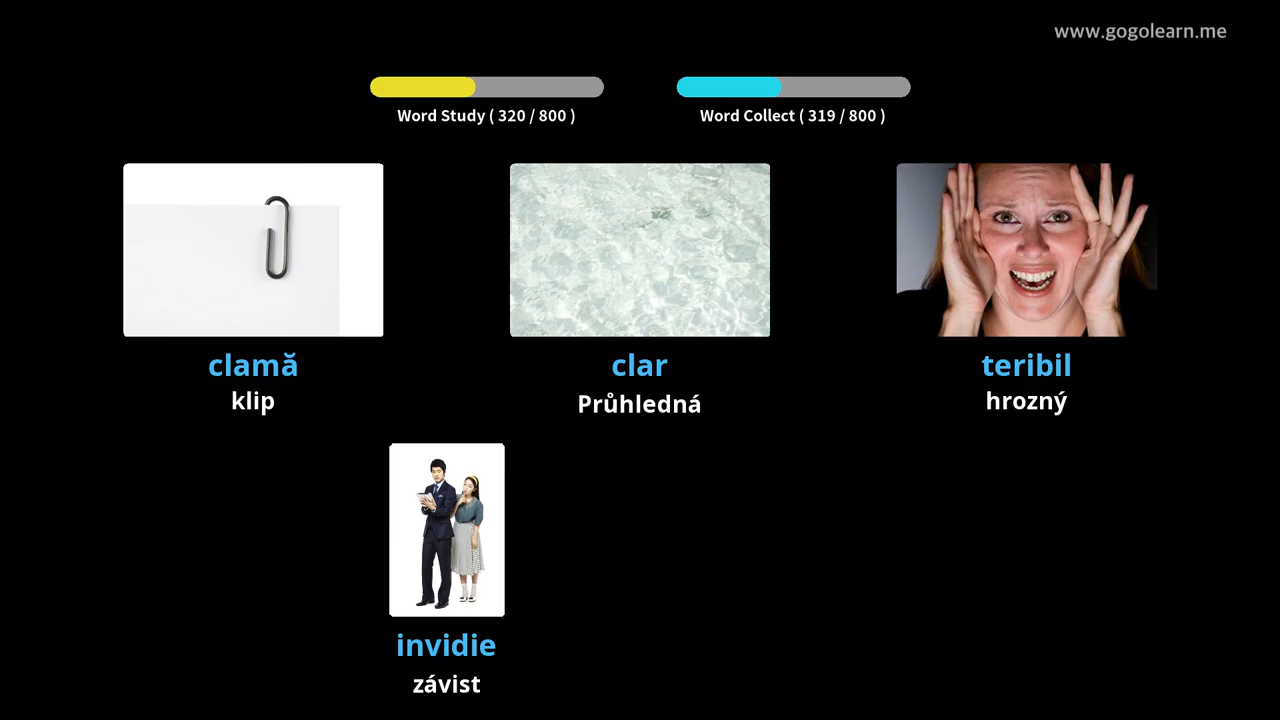 www.gogolearn.me
Word Study ( 320 / 800 )
Word Collect ( 319 / 800 )
clamă
klip
clar
Průhledná
teribil
hrozný
invidie
závist